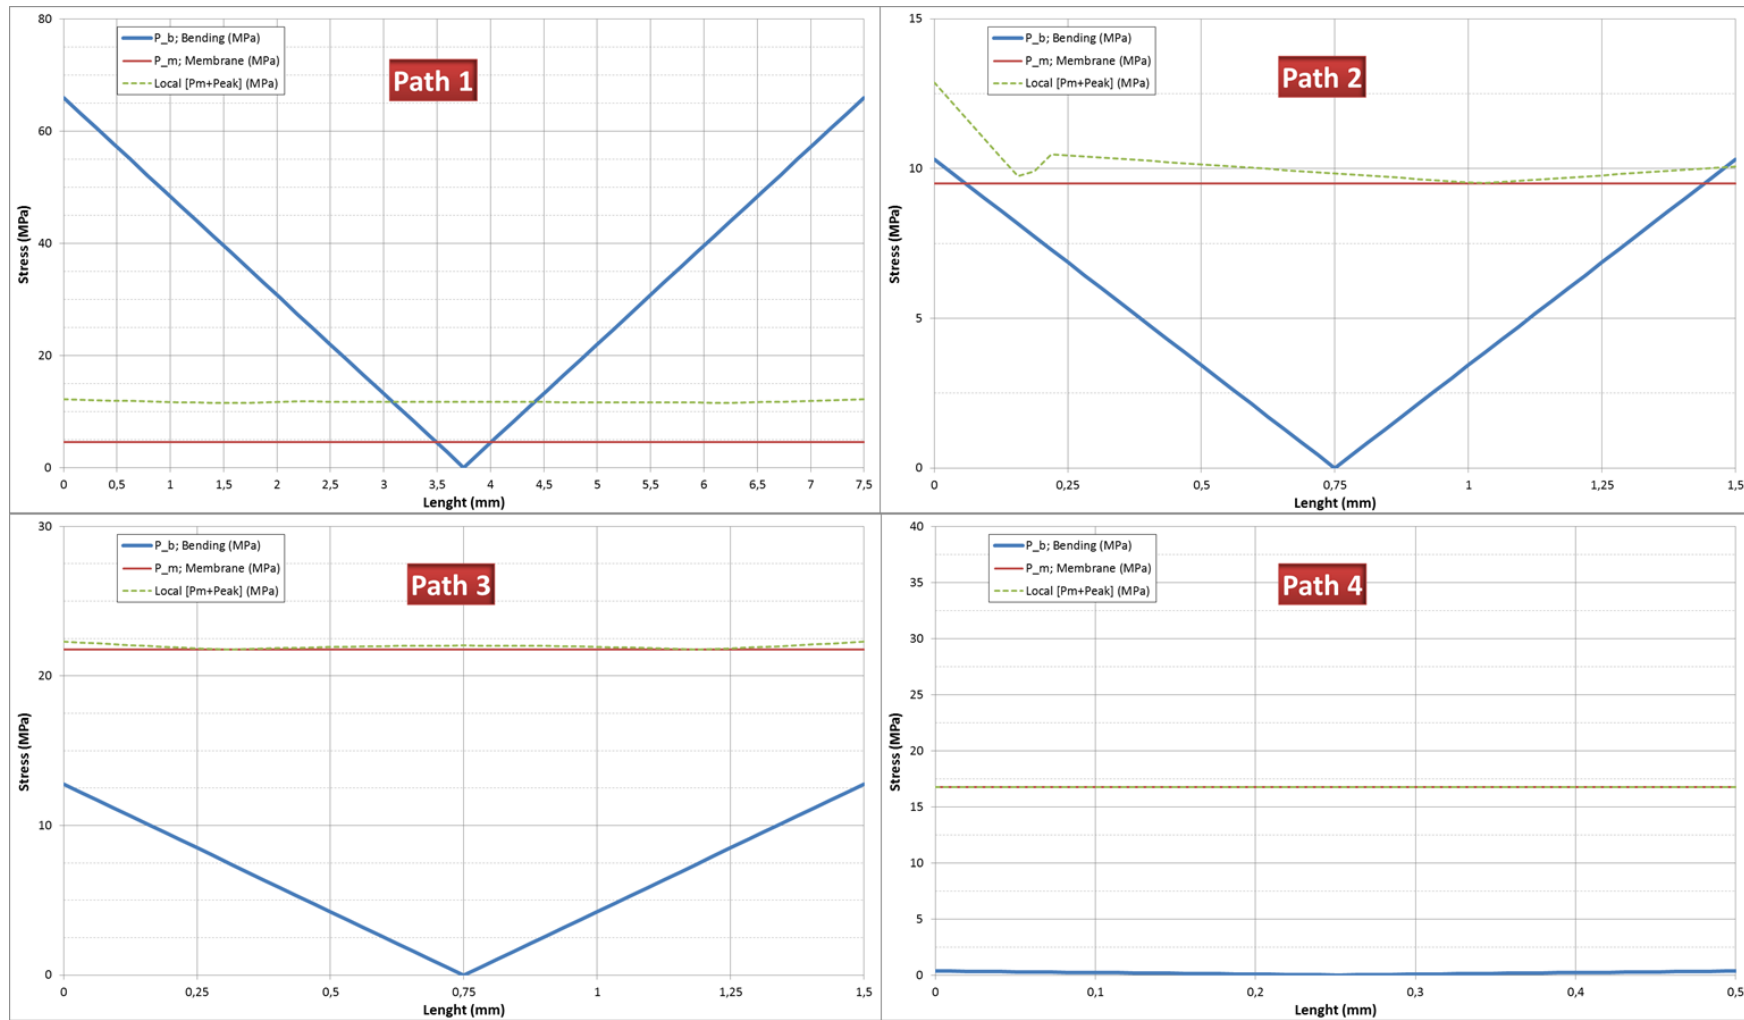 80
60
40
20
0
Stress (MPa)
P_b; Bending (MPa)
P_m; Membrane (MPa)
Local [Pm+Peak] (MPa)
Path 1
0 0,5 1 1,5 2 2,5 3 3,5 4 4,5 5 5,5 6 6,5 7 7,5
Lenght (mm)
15
10
5
0
Stress (MPa)
P_b; Bending (MPa)
P_m; Membrane (MPa)
Local [Pm+Peak] (MPa)
Path 2
0 0,25 0,5 0,75 1 1,25 1,5
Lenght (mm)
30
20
10
0
Stress (MPa)
P_b; Bending (MPa)
P_m; Membrane (MPa)
Local [Pm+Peak] (MPa)
Path 3
0 0,25 0,5 0,75 1 1,25 1,5
Lenght (mm)
40
35
30
25
20
15
10
5
0
Stress (MPa)
P_b; Bending (MPa)
P_m; Membrane (MPa)
Local [Pm+Peak] (MPa)
Path 4
0 0,1 0,2 0,3 0,4 0,5
Lenght (mm)